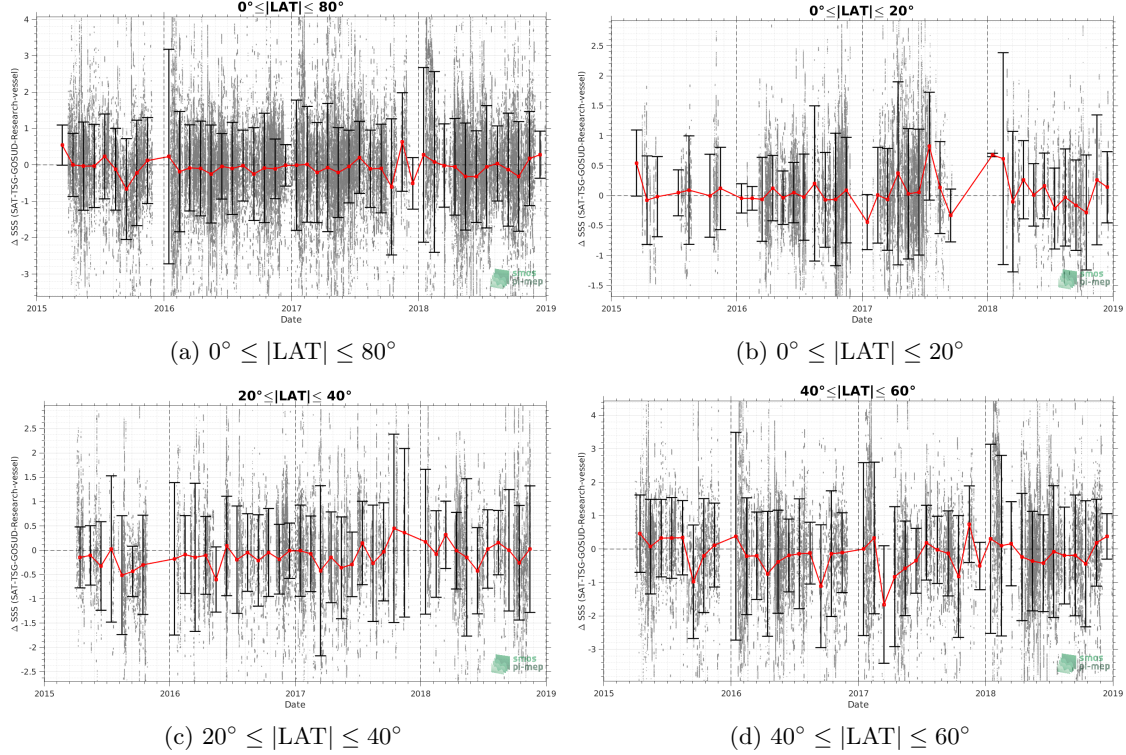 0°≤|LAT|≤ 80°
Δ SSS (SAT-TSG-GOSUD-Research-vessel)
4
3
2
1
0
-1
-2
-3
2015
2016
2017
2018
2019
Date
smos
pi-mep
(a) 0° ≤ |LAT| ≤ 80°
0°≤|LAT|≤ 20°
Δ SSS (SAT-TSG-GOSUD-Research-vessel)
2.5
2
1.5
1
0.5
0
-0.5
-1
-1.5
2015
2016
2017
2018
2019
Date
smos
pi-mep
(b) 0° ≤ |LAT| ≤ 20°
20°≤|LAT|≤ 40°
Δ SSS (SAT-TSG-GOSUD-Research-vessel)
2.5
2
1.5
1
0.5
0
-0.5
-1
-1.5
-2
-2.5
2015
2016
2017
2018
2019
Date
smos
pi-mep
(c) 20° ≤ |LAT| ≤ 40°
40°≤|LAT|≤ 60°
Δ SSS (SAT-TSG-GOSUD-Research-vessel)
4
3
2
1
0
-1
-2
-3
2015
2016
2017
2018
2019
Date
smos
pi-mep
(d) 40° ≤ |LAT| ≤ 60°